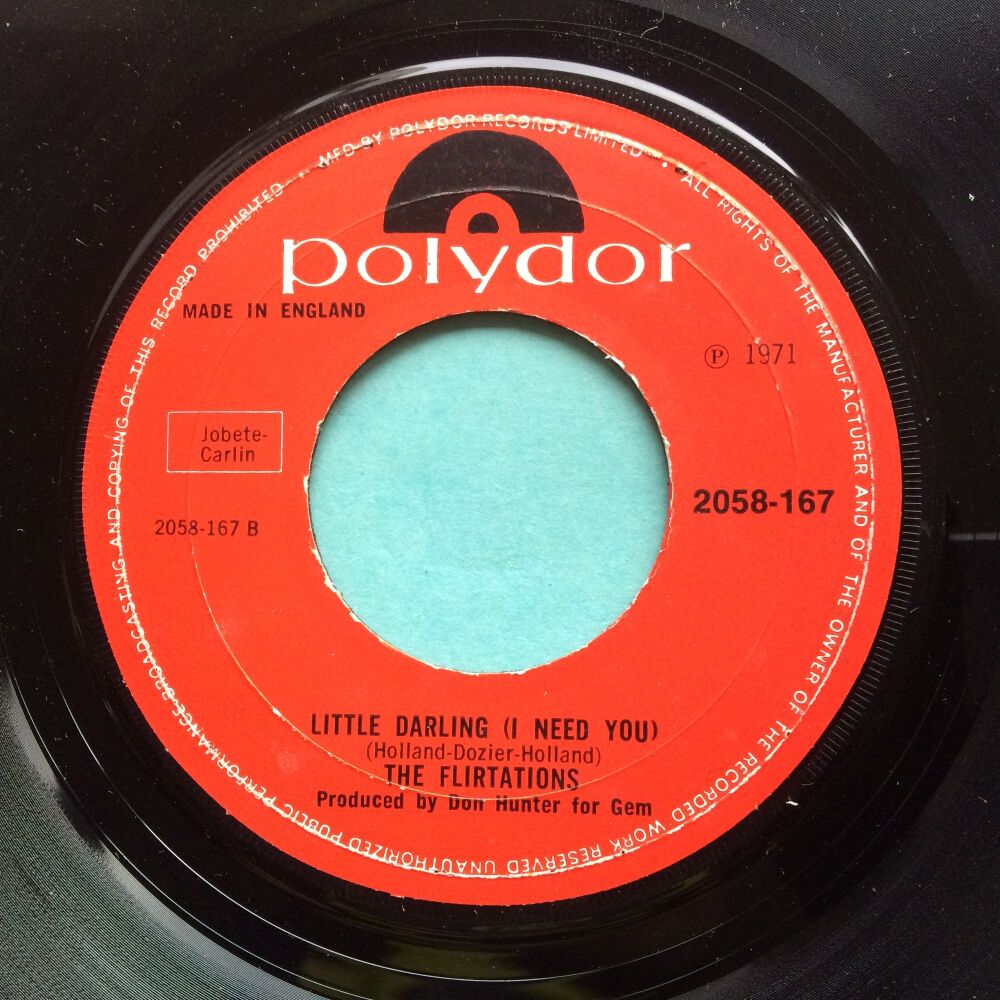 MFD BY POLYDOR RECORDS LIMITED · ALL RIGHTS OF THE MANUFACTURER AND OF THE OWNER OF THE RECORDED WORK RESERVED UNAUTHORIZED PUBLIC PERFORMANCE BROADCASTING AND COPYING OF THIS RECORD PROHIBITED ·
polydor
MADE IN ENGLAND
℗ 1971
Jobete-
Carlin
2058-167
2058-167 B
LITTLE DARLING (I NEED YOU)
(Holland-Dozier-Holland)
THE FLIRTATIONS
Produced by Don Hunter for Gem